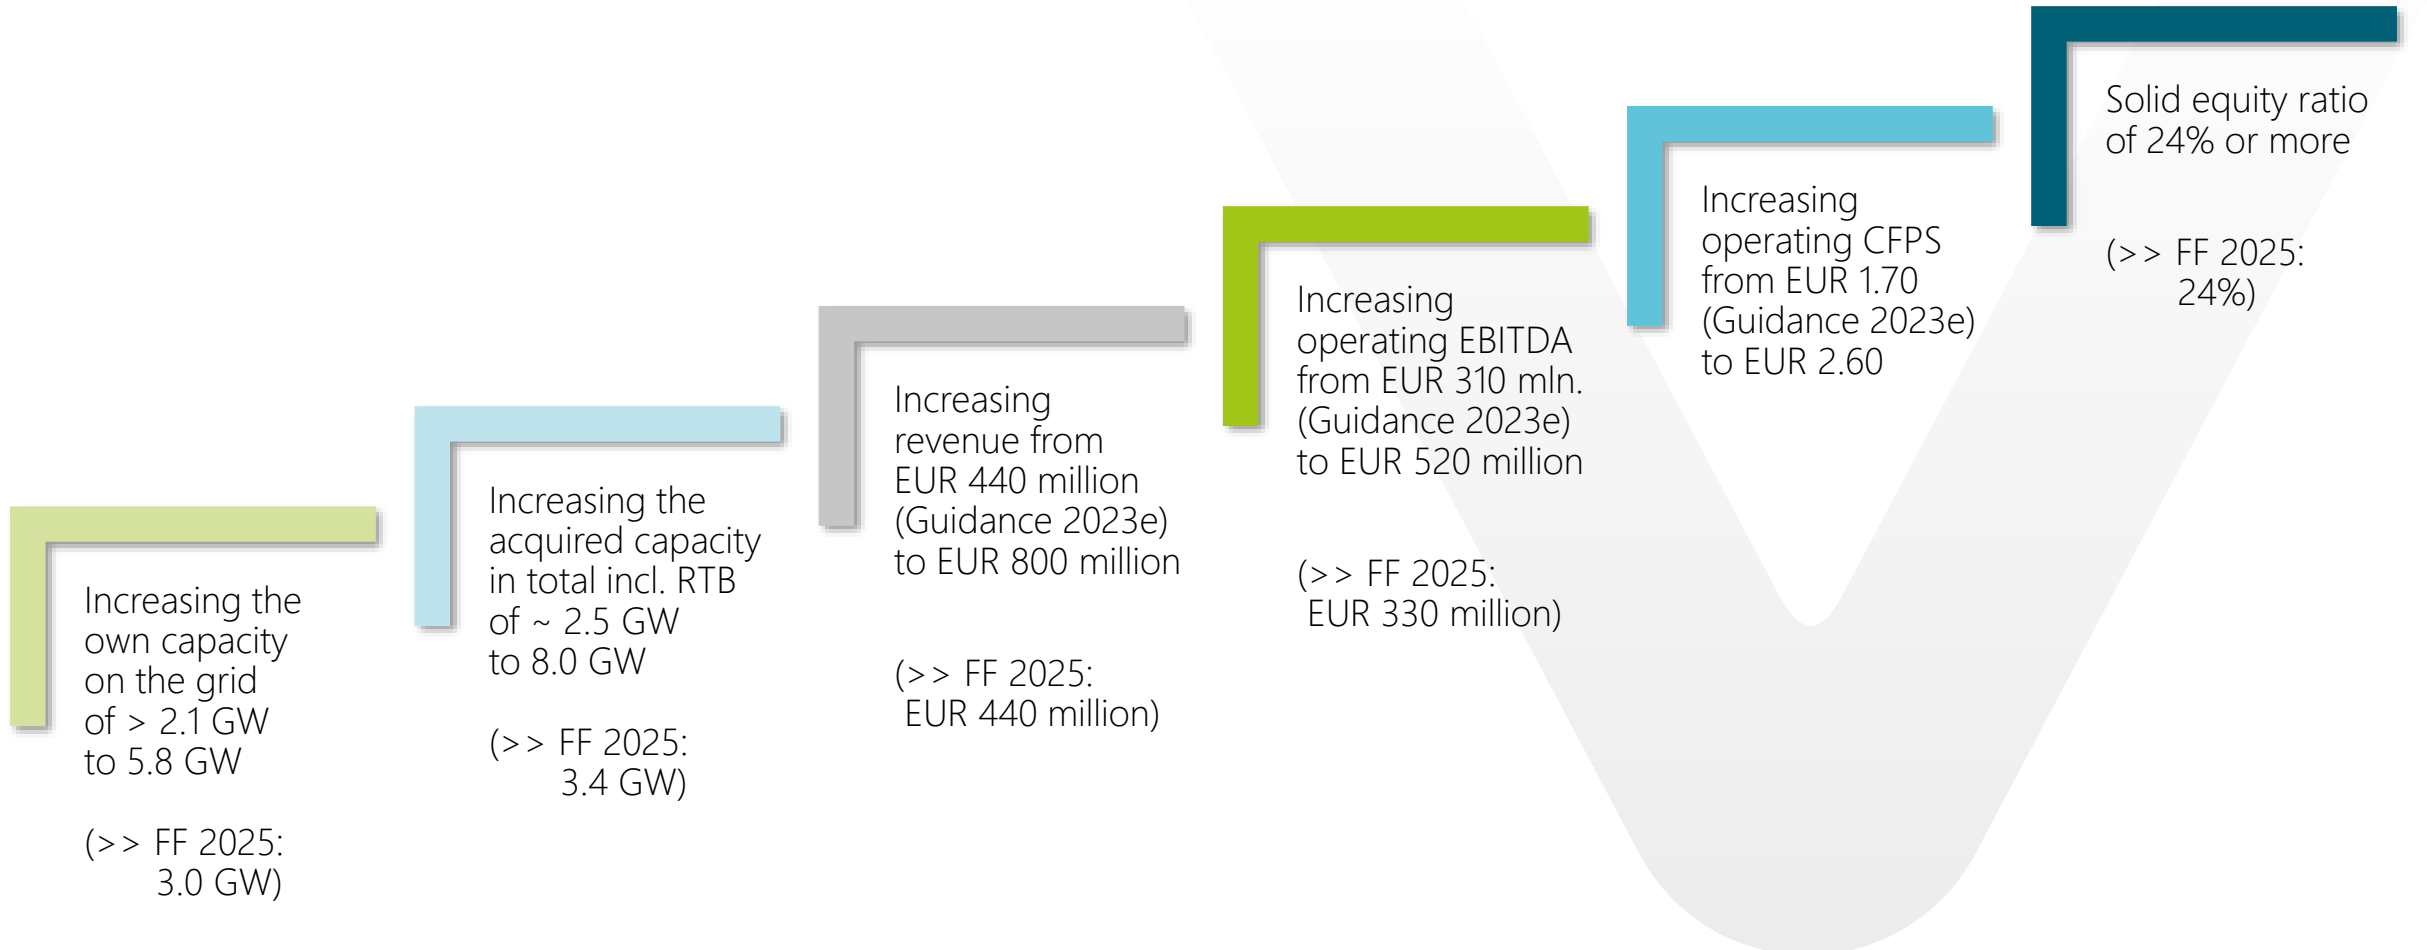 Increasing the
own capacity
on the grid
of > 2.1 GW
to 5.8 GW
(>> FF 2025:
3.0 GW)
Increasing the
acquired capacity
in total incl. RTB
of ~ 2.5 GW
to 8.0 GW
(>> FF 2025:
3.4 GW)
Increasing
revenue from
EUR 440 million
(Guidance 2023e)
to EUR 800 million
(>> FF 2025:
EUR 440 million)
Increasing
operating EBITDA
from EUR 310 mln.
(Guidance 2023e)
to EUR 520 million
(>> FF 2025:
EUR 330 million)
Increasing
operating CFPS
from EUR 1.70
(Guidance 2023e)
to EUR 2.60
Solid equity ratio
of 24% or more
(>> FF 2025:
24%)